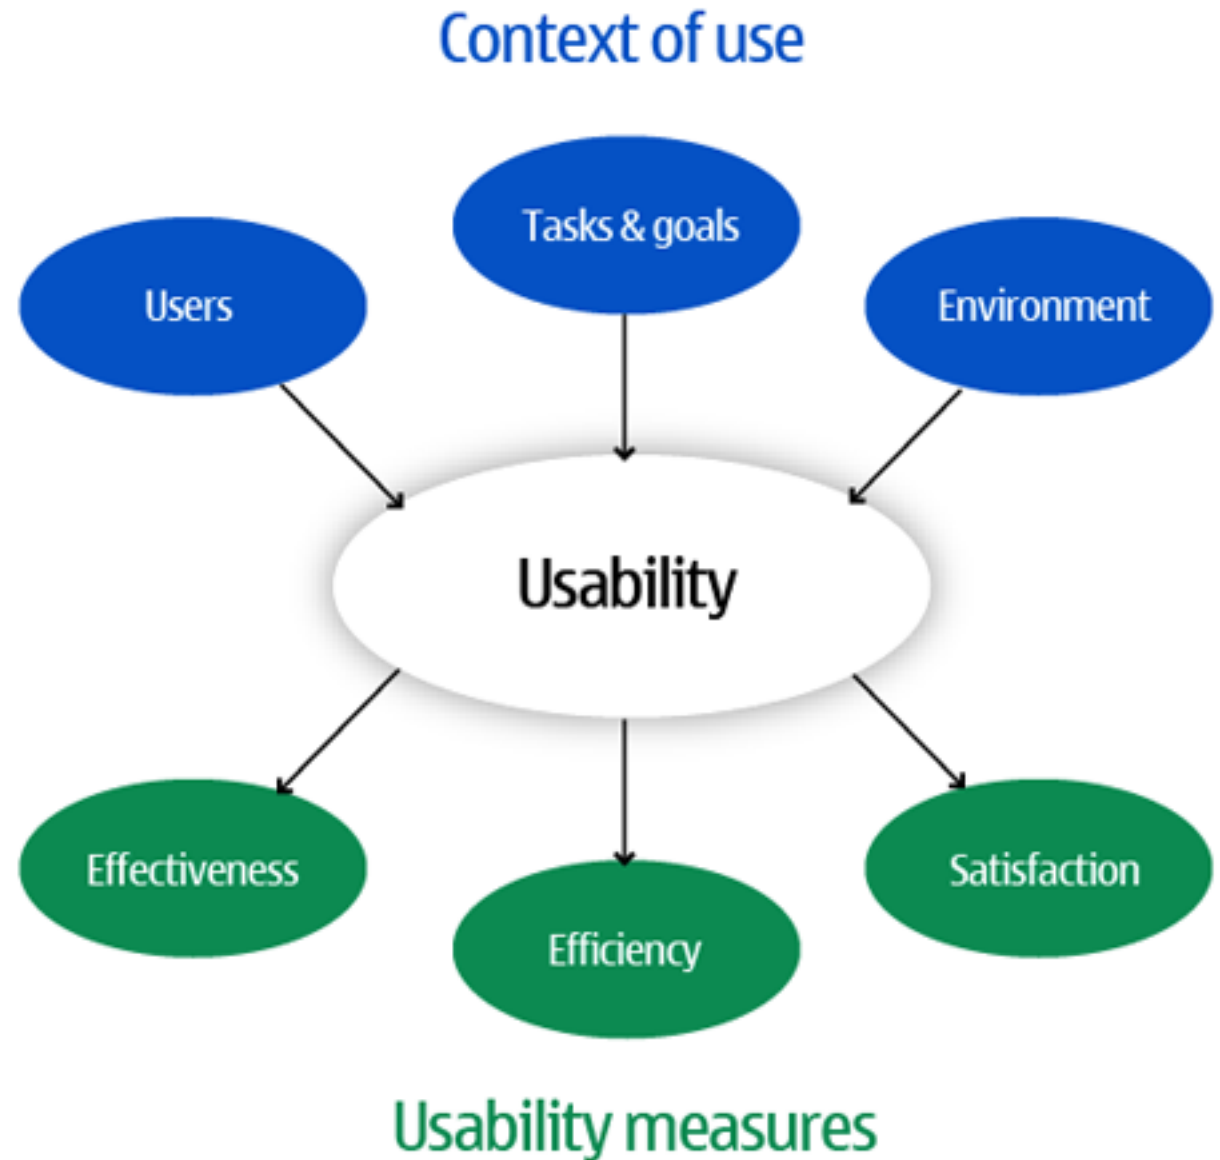 Context of use
Tasks & goals
Users
Environment
Usability
Effectiveness
Efficiency
Satisfaction
Usability measures